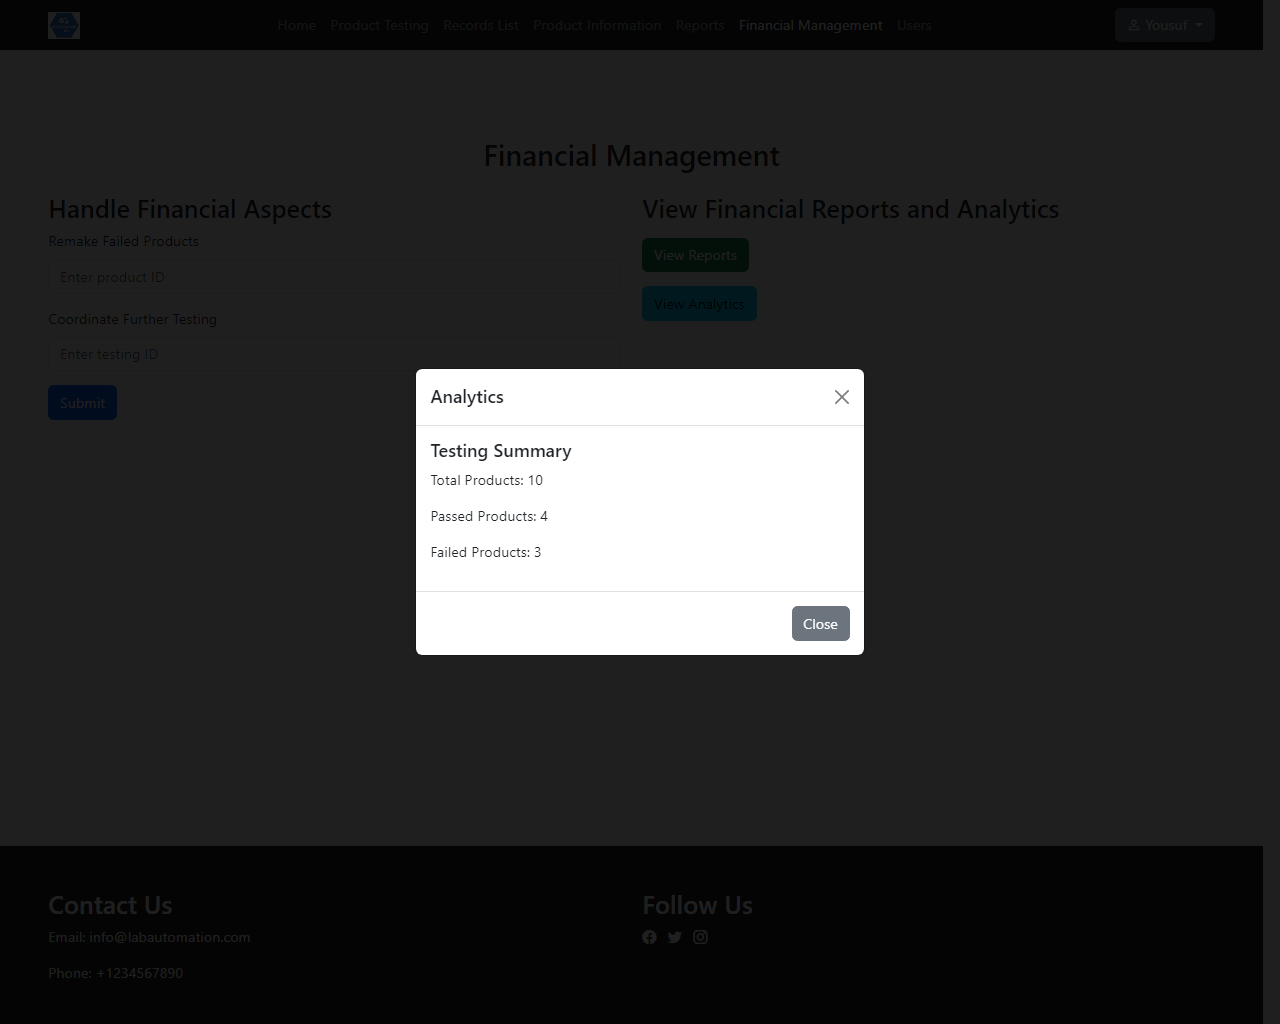 Home Product Testing Records List Product Information Reports Financial Management Users Yousuf
Financial Management
Handle Financial Aspects
Remake Failed Products
Enter product ID
Coordinate Further Testing
Enter testing ID
Submit
View Financial Reports and Analytics
View Reports
View Analytics
Analytics
Testing Summary
Total Products: 10
Passed Products: 4
Failed Products: 3
Close
Contact Us
Email: info@labautomation.com
Phone: +1234567890
Follow Us